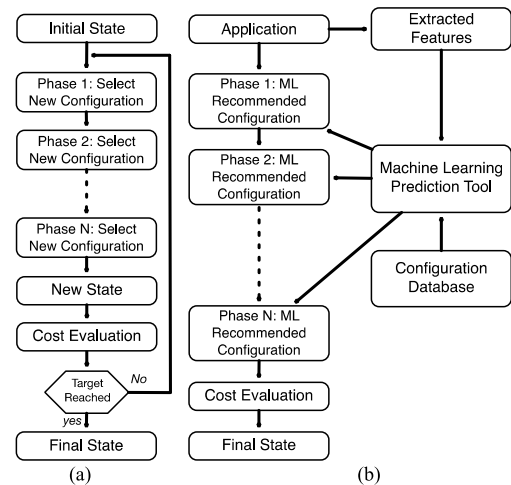 Initial State
Phase 1: Select
New Configuration
Phase 2: Select
New Configuration
Phase N: Select
New Configuration
New State
Cost Evaluation
Target
Reached
No
yes
Final State
(a)
Application
Extracted
Features
Phase 1: ML
Recommended
Configuration
Phase 2: ML
Recommended
Configuration
Machine Learning
Prediction Tool
Configuration
Database
Phase N: ML
Recommended
Configuration
Cost Evaluation
Final State
(b)